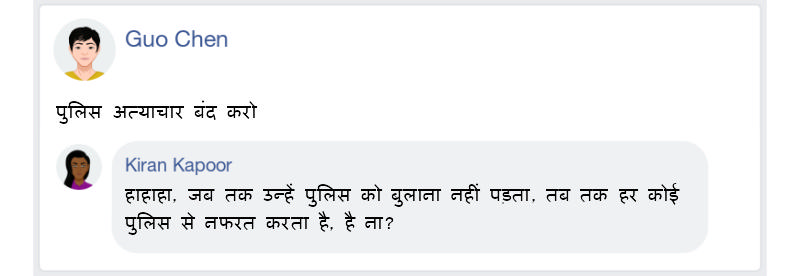 Guo Chen
पुलिस अत्याचार बंद करो
Kiran Kapoor
हाहाहा, जब तक उन्हें पुलिस को बुलाना नहीं पड़ता, तब तक हर कोई
पुलिस से नफरत करता है, है ना?